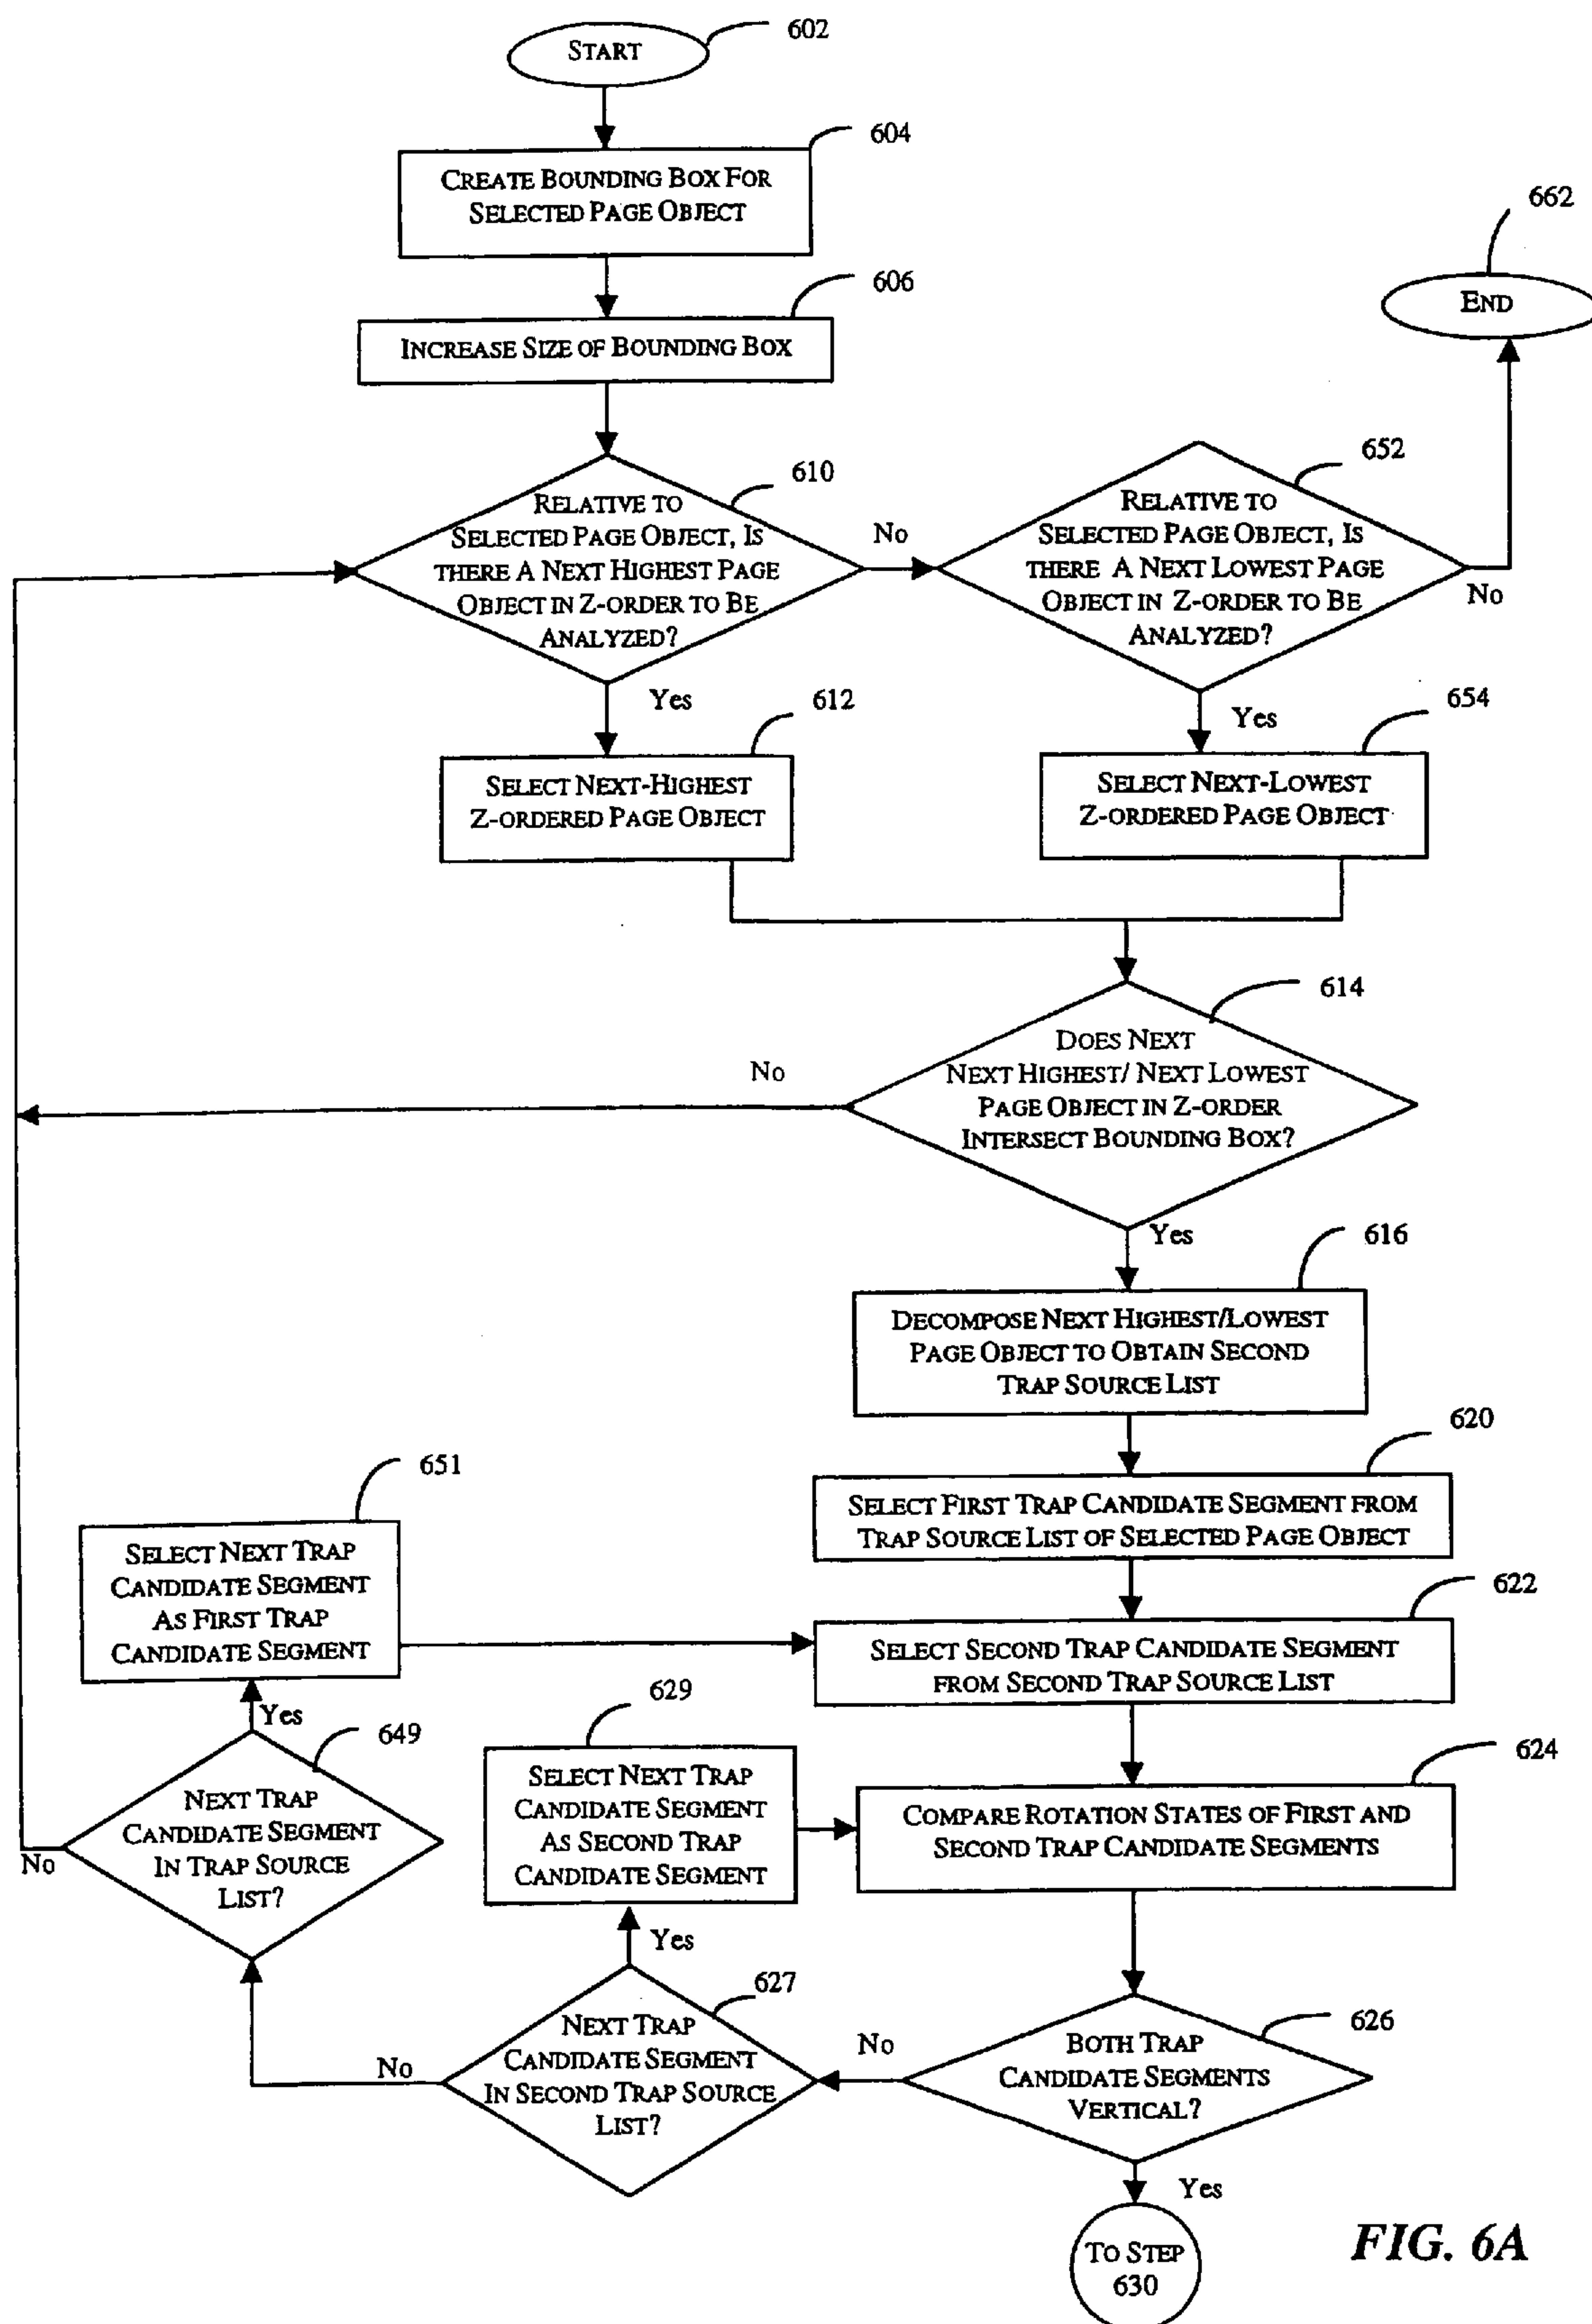 START
602
CREATE BOUNDING BOX FOR
SELECTED PAGE OBJECT
604
INCREASE SIZE OF BOUNDING BOX
606
662
END
RELATIVE TO
SELECTED PAGE OBJECT, IS
THERE A NEXT HIGHEST PAGE
OBJECT IN Z-ORDER TO BE
ANALYZED?
610
No
Yes
RELATIVE TO
SELECTED PAGE OBJECT, IS
THERE A NEXT LOWEST PAGE
OBJECT IN Z-ORDER TO BE
ANALYZED?
652
No
Yes
SELECT NEXT-HIGHEST
Z-ORDERED PAGE OBJECT
612
SELECT NEXT-LOWEST
Z-ORDERED PAGE OBJECT
654
DOES NEXT
NEXT HIGHEST/ NEXT LOWEST
PAGE OBJECT IN Z-ORDER
INTERSECT BOUNDING BOX?
614
No
Yes
DECOMPOSE NEXT HIGHEST/LOWEST
PAGE OBJECT TO OBTAIN SECOND
TRAP SOURCE LIST
616
SELECT FIRST TRAP CANDIDATE SEGMENT FROM
TRAP SOURCE LIST OF SELECTED PAGE OBJECT
620
SELECT NEXT TRAP
CANDIDATE SEGMENT
AS FIRST TRAP
CANDIDATE SEGMENT
651
SELECT SECOND TRAP CANDIDATE SEGMENT
FROM SECOND TRAP SOURCE LIST
622
Yes
NEXT TRAP
CANDIDATE SEGMENT
IN TRAP SOURCE
LIST?
649
No
SELECT NEXT TRAP
CANDIDATE SEGMENT
AS SECOND TRAP
CANDIDATE SEGMENT
629
COMPARE ROTATION STATES OF FIRST AND
SECOND TRAP CANDIDATE SEGMENTS
624
Yes
NEXT TRAP
CANDIDATE SEGMENT
IN SECOND TRAP SOURCE
LIST?
627
No
No
BOTH TRAP
CANDIDATE SEGMENTS
VERTICAL?
626
Yes
TO STEP
630
FIG. 6A